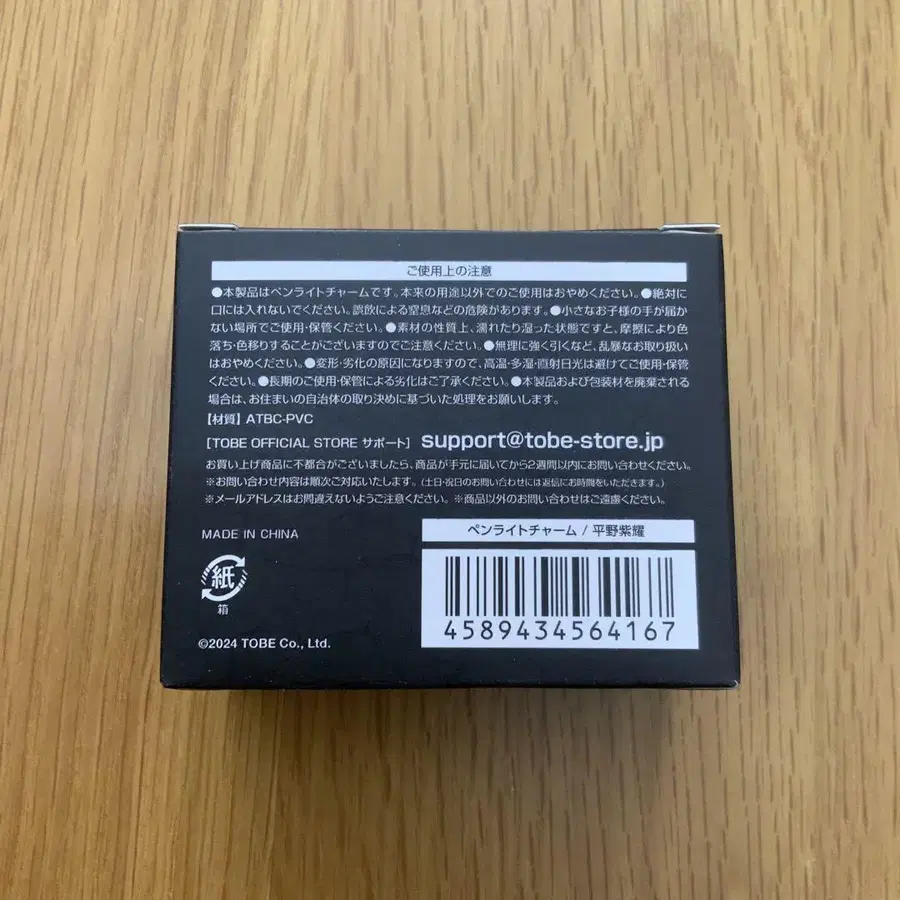 ご使用上の注意
●本製品はペンライトチャームです。本来の用途以外でのご使用はおやめください。●絶対に
口には入れないでください。誤飲による窒息などの危険があります。●小さなお子様の手が届か
ない場所でご使用・保管ください。●素材の性質上、濡れたり湿った状態ですと、摩擦により色
落ち・色移りすることがございますのでご注意ください。●無理に強く引くなど、乱暴なお取り扱い
はおやめください。●変形・劣化の原因になりますので、高温・多湿・直射日光は避けてご使用・保管
ください。●長期のご使用・保管による劣化はご了承ください。●本製品および包装材を廃棄される
場合は、お住まいの自治体の取り決めに基づいた処理をお願いします。
【材質】ATBC-PVC
[TOBE OFFICIAL STORE サポート] support@tobe-store.jp
お買い上げ商品に不都合がございましたら、商品が手元に届いてから2週間以内にお問い合わせください。
※お問い合わせ内容は順次ご対応いたします。(土日・祝日のお問い合わせには返信にお時間をいただきます。)
※メールアドレスはお間違えないようご注意ください。※商品以外のお問い合わせはご遠慮ください。
MADE IN CHINA
ペンライトチャーム / 平野紫耀
紙
箱
4589434564167
©2024 TOBE Co., Ltd.